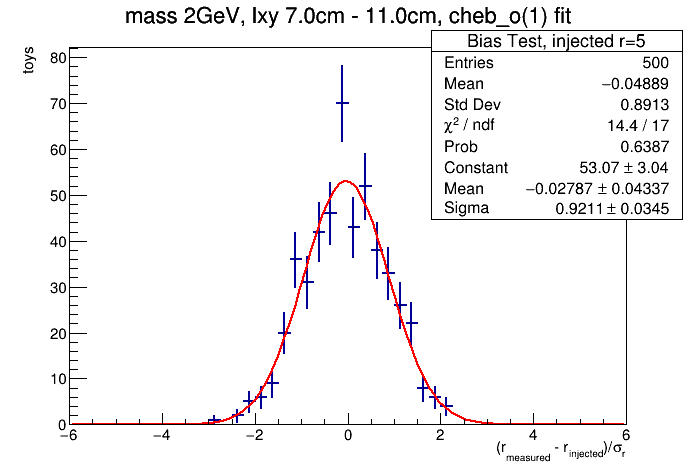 mass 2GeV, lxy 7.0cm - 11.0cm, cheb_o(1) fit
Bias Test, injected r=5
Entries 500
Mean −0.04889
Std Dev 0.8913
χ² / ndf 14.4 / 17
Prob 0.6387
Constant 53.07 ± 3.04
Mean −0.02787 ± 0.04337
Sigma 0.9211 ± 0.0345
toys
80
70
60
50
40
30
20
10
0
−6 −4 −2 0 2 4 6
(r_measured - r_injected)/σ_r